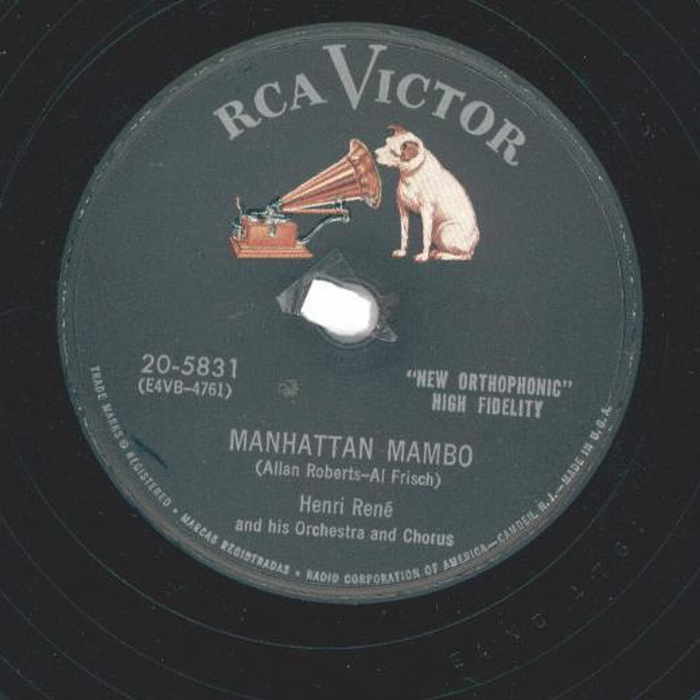 RCA VICTOR
20-5831
(E4VB-4761)
"NEW ORTHOPHONIC"
HIGH FIDELITY
MANHATTAN MAMBO
(Allan Roberts-Al Frisch)
Henri René
and his Orchestra and Chorus
TRADE MARKS ® REGISTERED • MARCAS REGISTRADAS • RADIO CORPORATION OF AMERICA—CAMDEN, N.J.—MADE IN U.S.A.